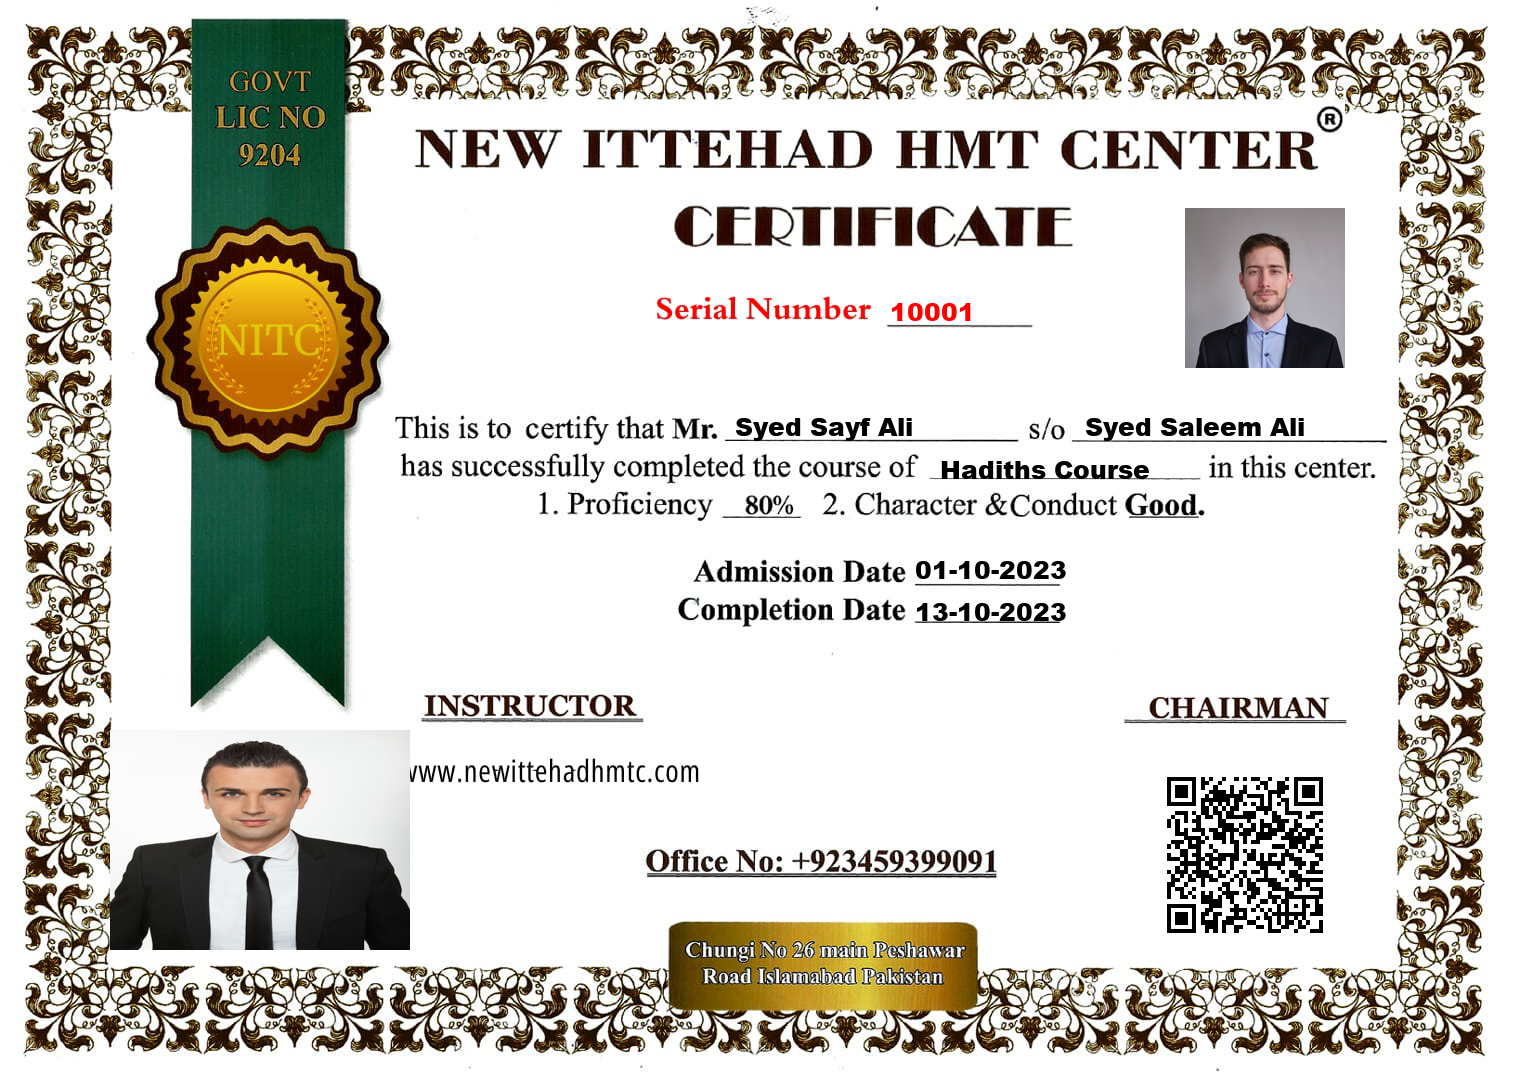 GOVT
LIC NO
9204
NEW ITTEHAD HMT CENTER ®
CERTIFICATE
NITC
Serial Number 10001
This is to certify that Mr. Syed Sayf Ali s/o Syed Saleem Ali
has successfully completed the course of Hadiths Course in this center.
1. Proficiency 80% 2. Character &Conduct Good.
Admission Date 01-10-2023
Completion Date 13-10-2023
INSTRUCTOR
CHAIRMAN
www.newittehadhmtc.com
Office No: +923459399091
Chungi No 26 main Peshawar
Road Islamabad Pakistan